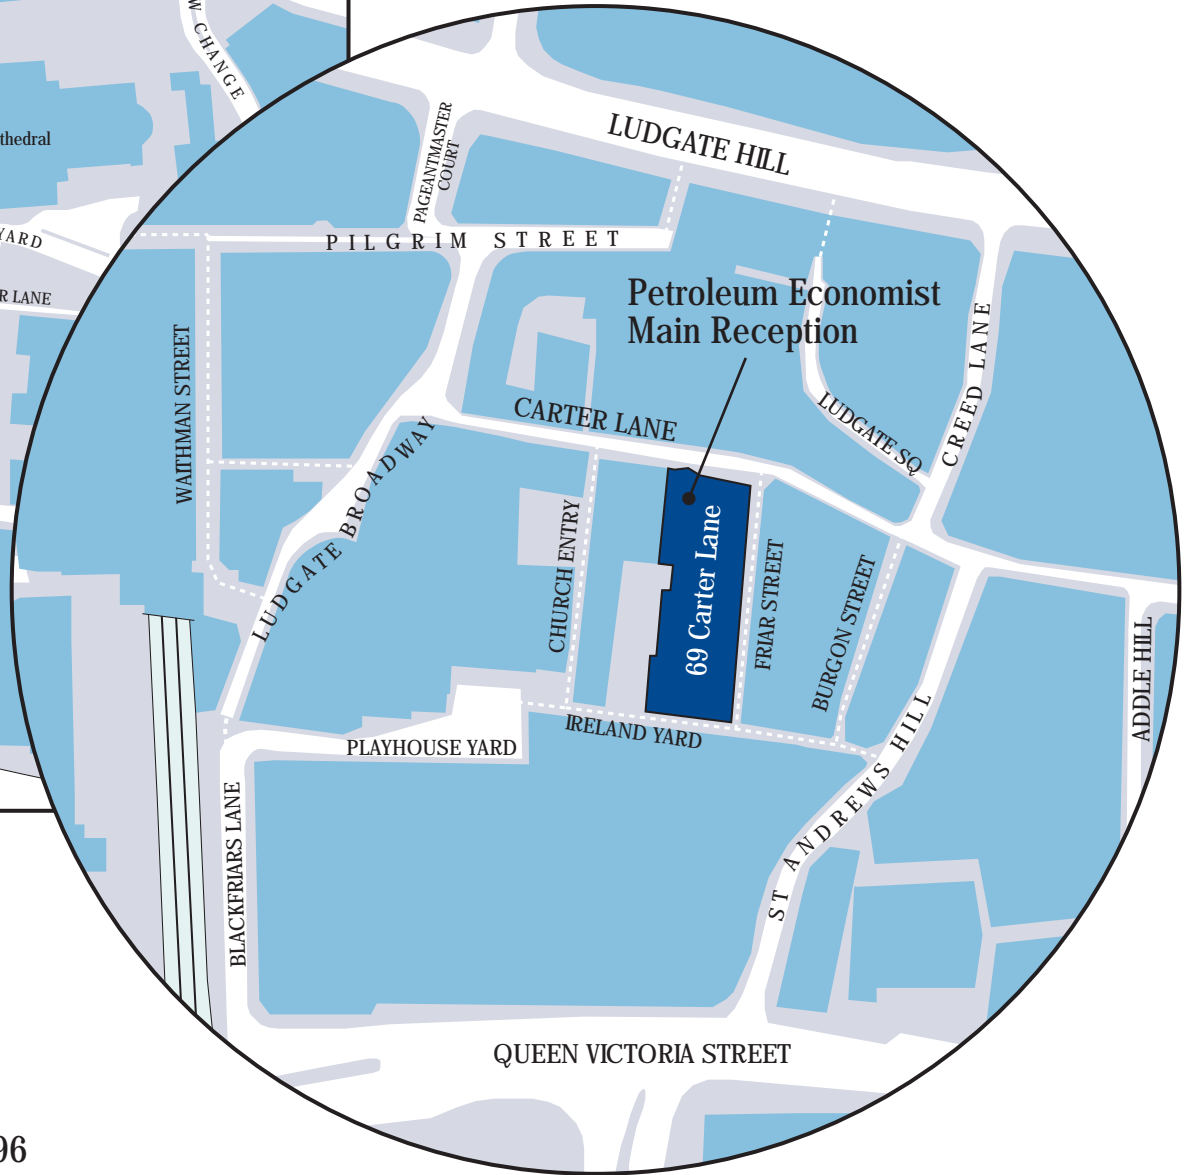 W CHANGE
thedral
YARD
R LANE
LUDGATE HILL
PAGEANTMASTER
COURT
PILGRIM STREET
Petroleum Economist
Main Reception
WAITHMAN STREET
CREED LANE
CARTER LANE
LUDGATE SQ
LUDGATE BROADWAY
CHURCH ENTRY
69 Carter Lane
FRIAR STREET
BURGON STREET
ADDLE HILL
IRELAND YARD
PLAYHOUSE YARD
ST ANDREWS HILL
BLACKFRIARS LANE
QUEEN VICTORIA STREET
96